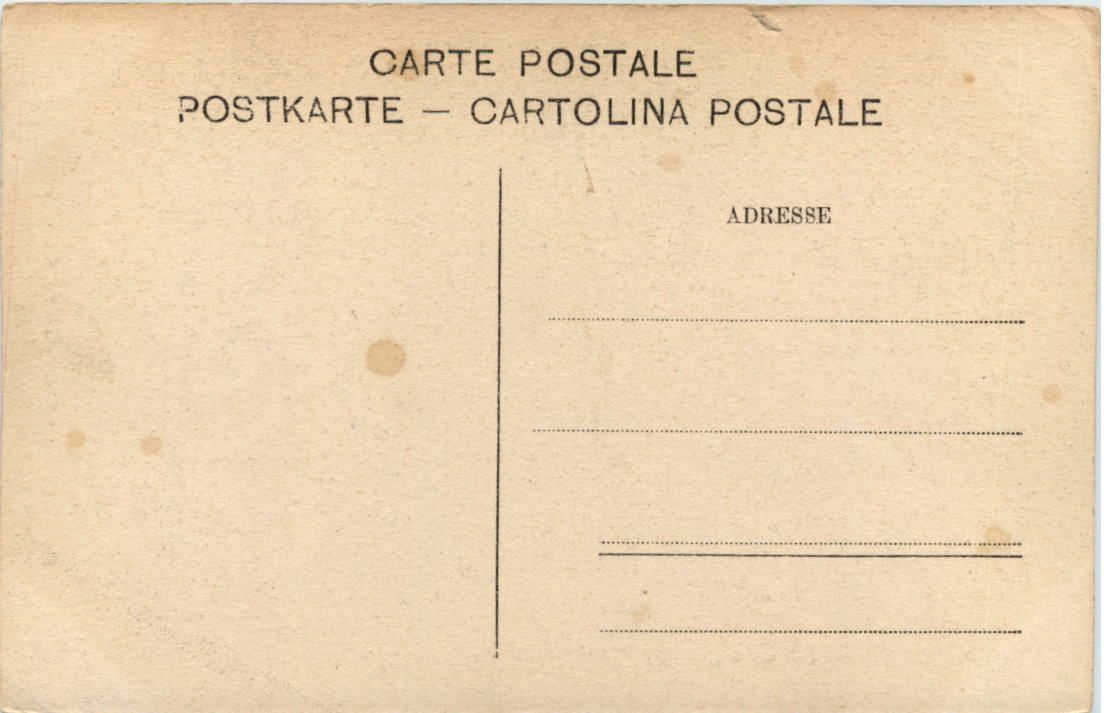 CARTE POSTALE
POSTKARTE — CARTOLINA POSTALE
ADRESSE